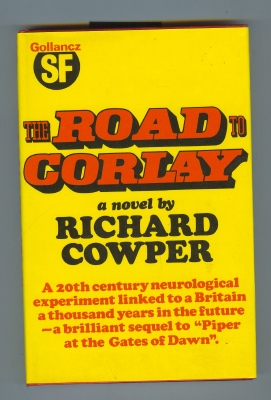 Gollancz
SF
THE ROAD TO
CORLAY
a novel by
RICHARD
COWPER
A 20th century neurological
experiment linked to a Britain
a thousand years in the future
—a brilliant sequel to "Piper
at the Gates of Dawn".